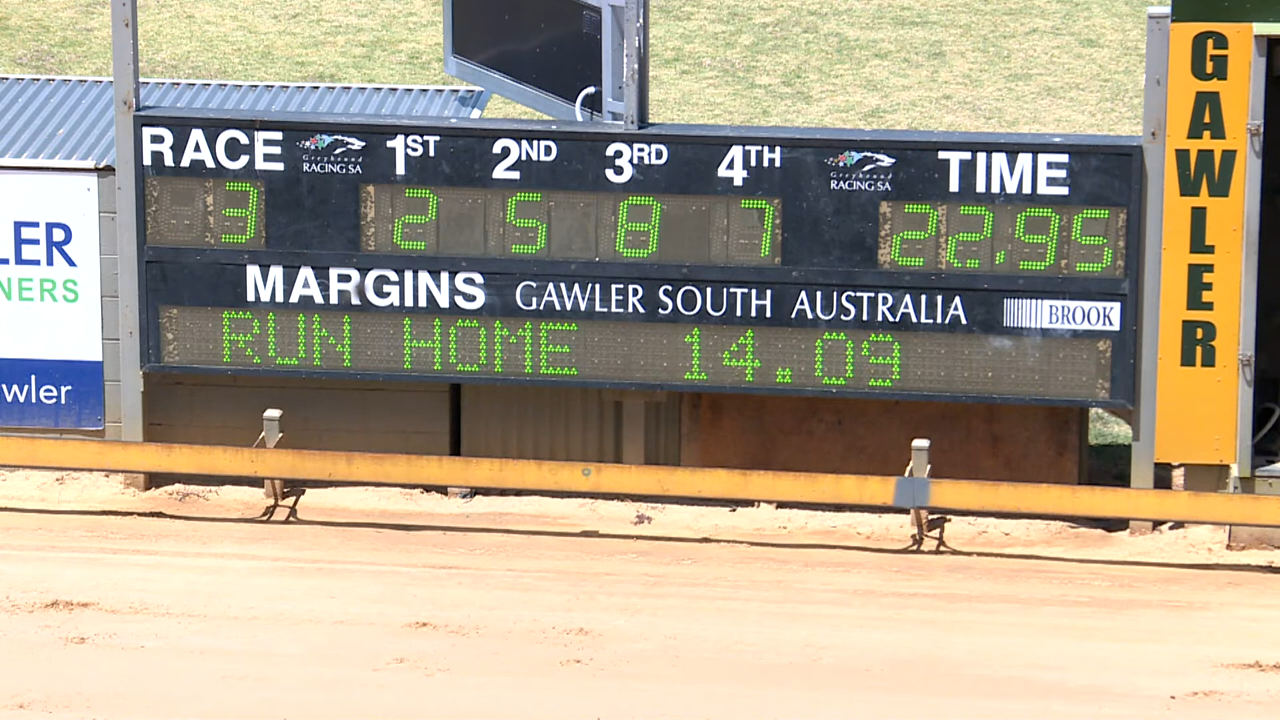 RACE
Greyhound
RACING SA
1ST 2ND 3RD 4TH
Greyhound
RACING SA
TIME
3 2 5 8 7 22.95
MARGINS GAWLER SOUTH AUSTRALIA BROOK
RUN HOME 14.09
GAWLER
LER
NERS
wler